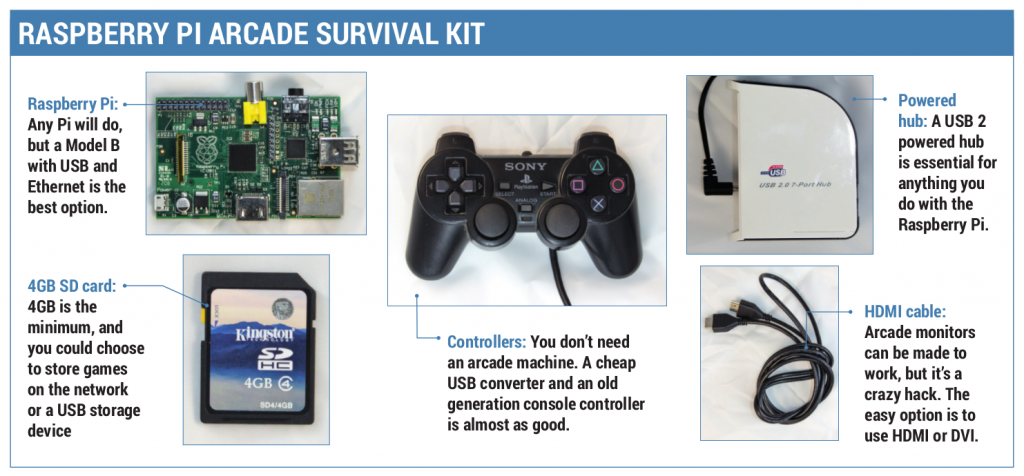 RASPBERRY PI ARCADE SURVIVAL KIT
Raspberry Pi:
Any Pi will do,
but a Model B
with USB and
Ethernet is the
best option.
4GB SD card:
4GB is the
minimum, and
you could choose
to store games
on the network
or a USB storage
device
Kingston
TECHNOLOGY
SD
HC
4GB 4
SD4/4GB
SONY
PlayStation
SELECT
START
ANALOG
Controllers: You don't need
an arcade machine. A cheap
USB converter and an old
generation console controller
is almost as good.
USB
USB 2.0 7-Port Hub
Powered
hub: A USB 2
powered hub
is essential for
anything you
do with the
Raspberry Pi.
HDMI cable:
Arcade monitors
can be made to
work, but it's a
crazy hack. The
easy option is to
use HDMI or DVI.